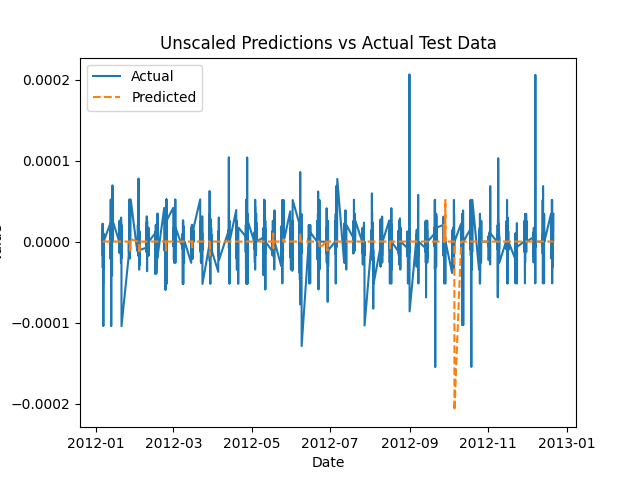 Unscaled Predictions vs Actual Test Data
Actual
Predicted
0.0002
0.0001
0.0000
−0.0001
−0.0002
2012-01 2012-03 2012-05 2012-07 2012-09 2012-11 2013-01
Date